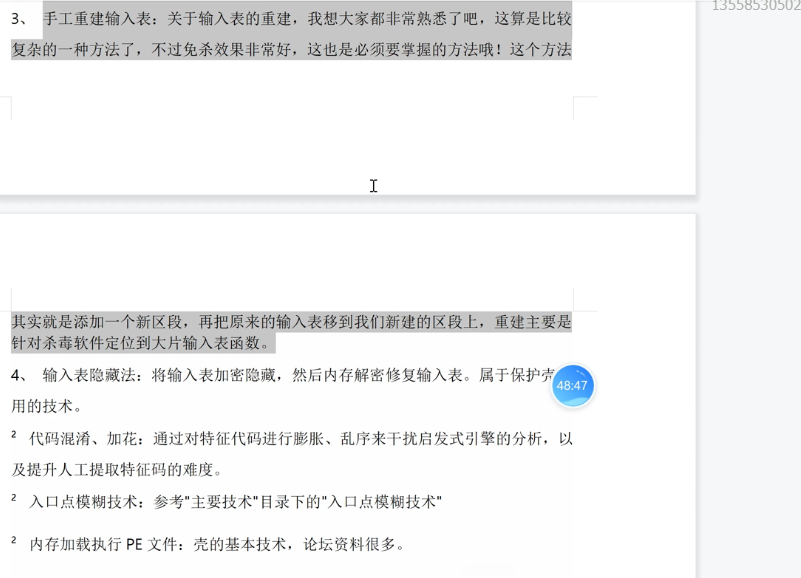 13558530502
3、 手工重建输入表：关于输入表的重建，我想大家都非常熟悉了吧，这算是比较
复杂的一种方法了，不过免杀效果非常好，这也是必须要掌握的方法哦！这个方法
其实就是添加一个新区段，再把原来的输入表移到我们新建的区段上，重建主要是
针对杀毒软件定位到大片输入表函数。
4、 输入表隐藏法：将输入表加密隐藏，然后内存解密修复输入表。属于保护壳
48:47
用的技术。
² 代码混淆、加花：通过对特征代码进行膨胀、乱序来干扰启发式引擎的分析，以
及提升人工提取特征码的难度。
² 入口点模糊技术：参考"主要技术"目录下的"入口点模糊技术"
² 内存加载执行 PE 文件：壳的基本技术，论坛资料很多。